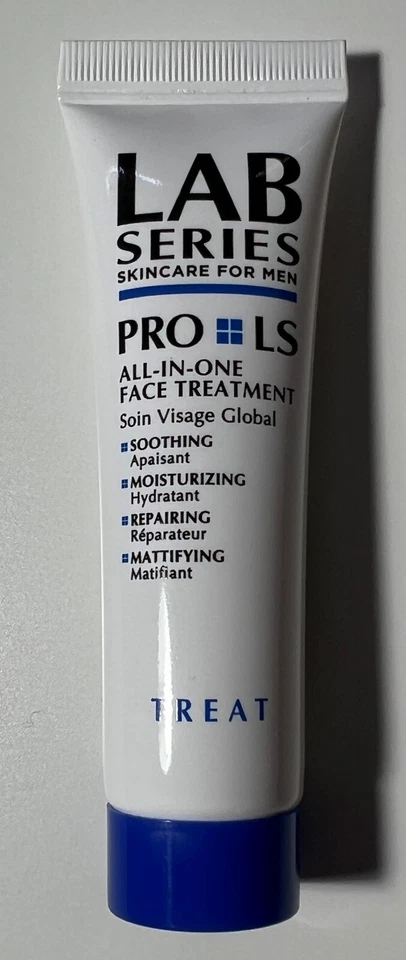 LAB
SERIES
SKINCARE FOR MEN
PRO LS
ALL-IN-ONE
FACE TREATMENT
Soin Visage Global
SOOTHING
Apaisant
MOISTURIZING
Hydratant
REPAIRING
Réparateur
MATTIFYING
Matifiant
TREAT